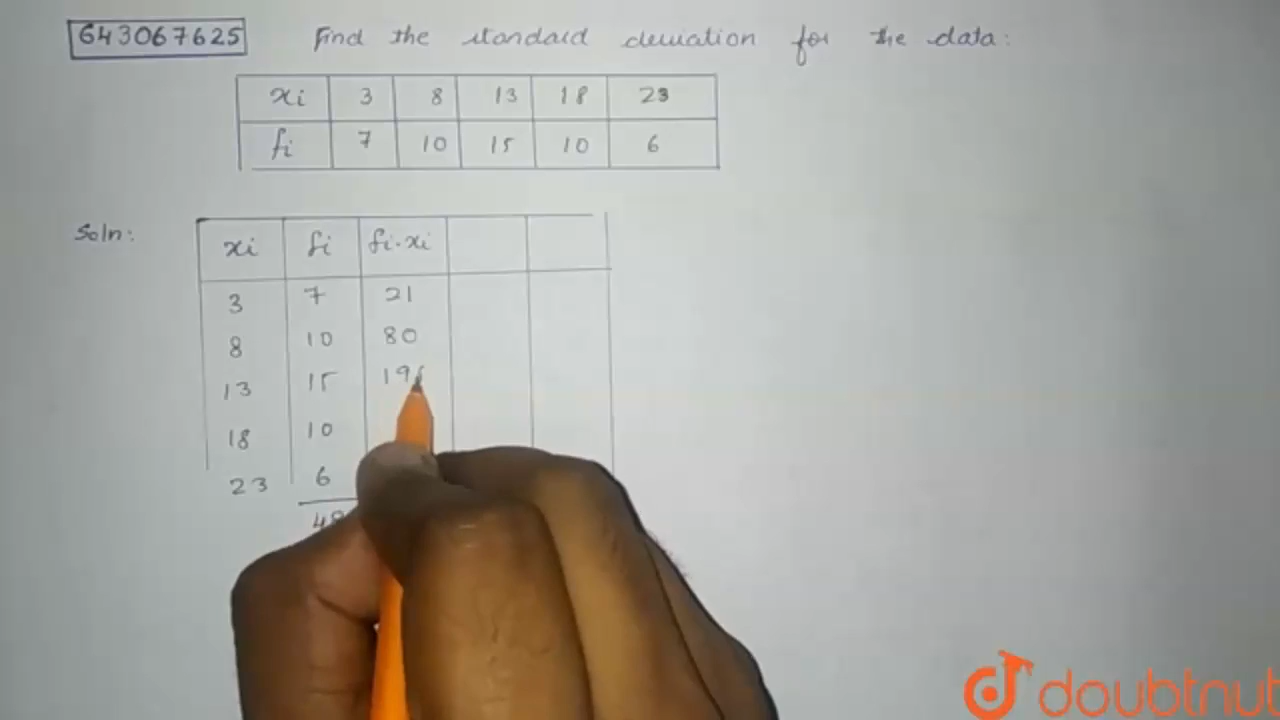 643067625 Find the standard deviation for the data:
xi 3 8 13 18 23
fi 7 10 15 10 6
Soln:
xi fi fi.xi
3 7 21
8 10 80
13 15
18 10
23 6
48
doubtnut